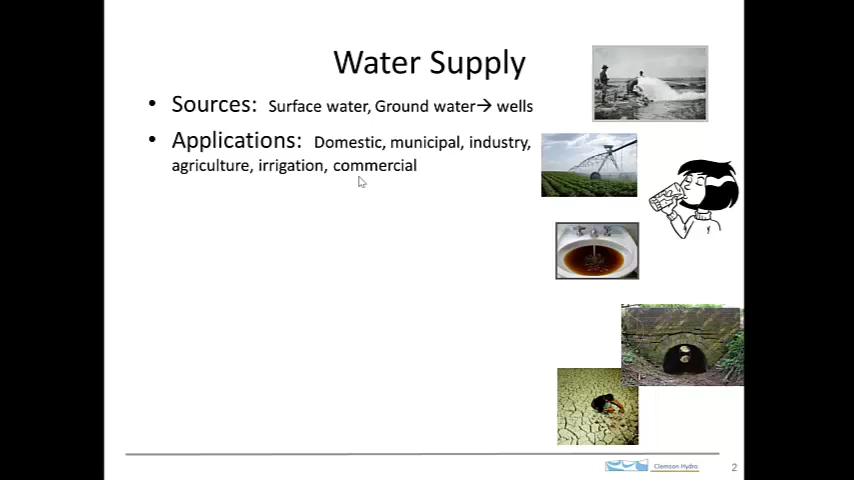 Water Supply
• Sources: Surface water, Ground water→ wells
• Applications: Domestic, municipal, industry,
agriculture, irrigation, commercial
Clemson Hydro
2